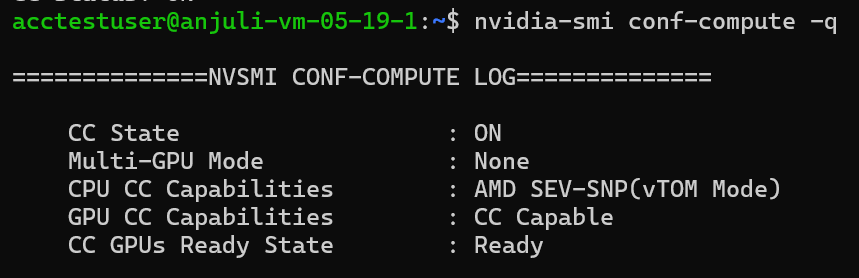 acctestuser@anjuli-vm-05-19-1:~$ nvidia-smi conf-compute -q
==============NVSMI CONF-COMPUTE LOG==============
CC State : ON
Multi-GPU Mode : None
CPU CC Capabilities : AMD SEV-SNP(vTOM Mode)
GPU CC Capabilities : CC Capable
CC GPUs Ready State : Ready